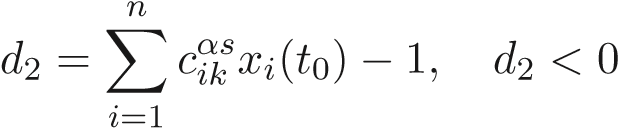 $d_2 = \sum_{i=1}^{n} c_{ik}^{\alpha s} x_i(t_0) - 1, \quad d_2 < 0$